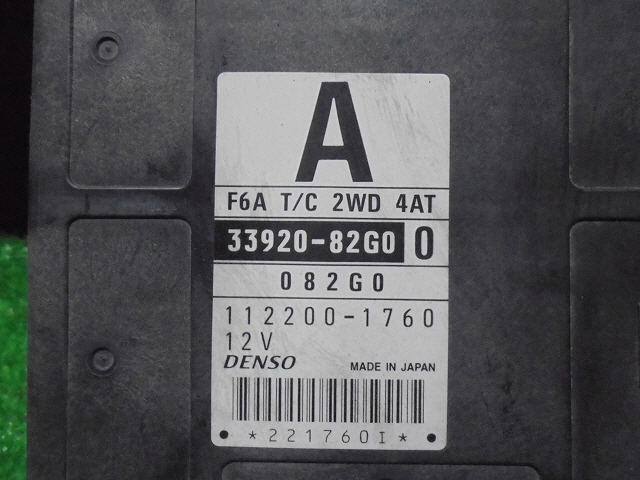 A
F6A T/C 2WD 4AT
33920-82G0 0
082G0
112200-1760
12V
DENSO MADE IN JAPAN
*221760I*